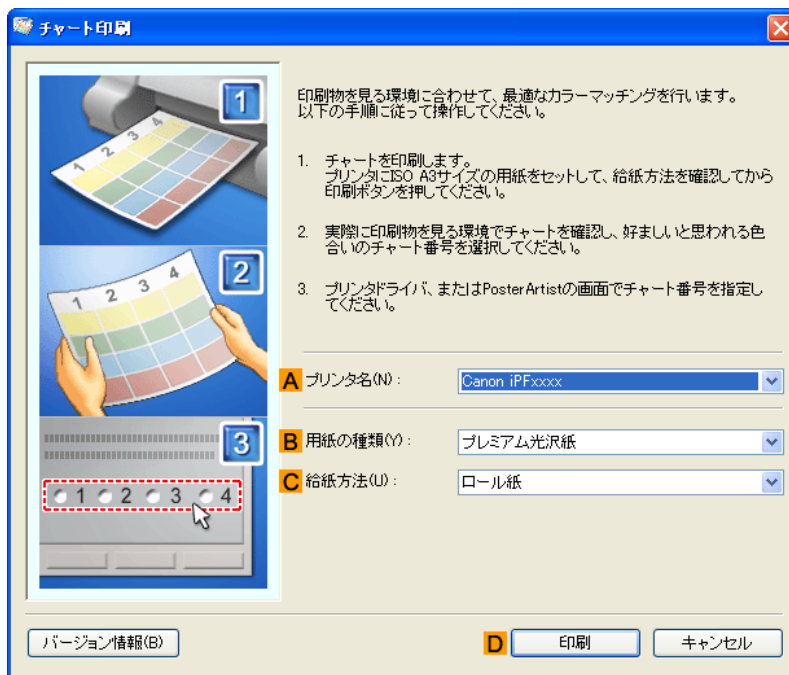 チャート印刷
1
1 2 3 4
印刷物を見る環境に合わせて、最適なカラーマッチングを行います。
以下の手順に従って操作してください。
1. チャートを印刷します。
プリンタにISO A3サイズの用紙をセットして、給紙方法を確認してから
印刷ボタンを押してください。
2
1 2 3 4
2. 実際に印刷物を見る環境でチャートを確認し、好ましいと思われる色
合いのチャート番号を選択してください。
3. プリンタドライバ、またはPosterArtistの画面でチャート番号を指定し
てください。
A プリンタ名(N): Canon iPFxxxx
3
B 用紙の種類(Y): プレミアム光沢紙
1 2 3 4
C 給紙方法(U): ロール紙
バージョン情報(B) D 印刷 キャンセル